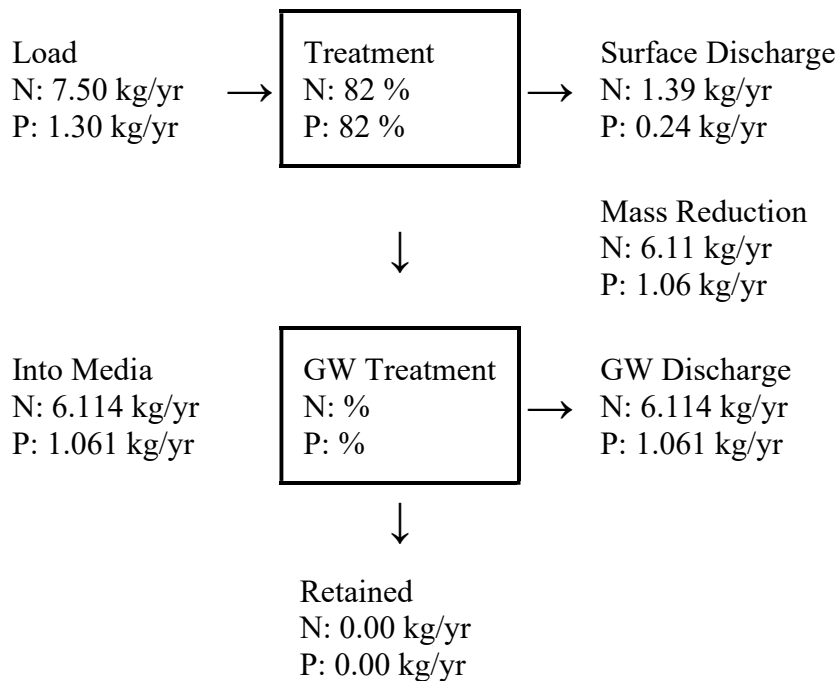 Load
N: 7.50 kg/yr
P: 1.30 kg/yr
→
Treatment
N: 82 %
P: 82 %
→
Surface Discharge
N: 1.39 kg/yr
P: 0.24 kg/yr
↓
Mass Reduction
N: 6.11 kg/yr
P: 1.06 kg/yr
Into Media
N: 6.114 kg/yr
P: 1.061 kg/yr
GW Treatment
N: %
P: %
→
GW Discharge
N: 6.114 kg/yr
P: 1.061 kg/yr
↓
Retained
N: 0.00 kg/yr
P: 0.00 kg/yr